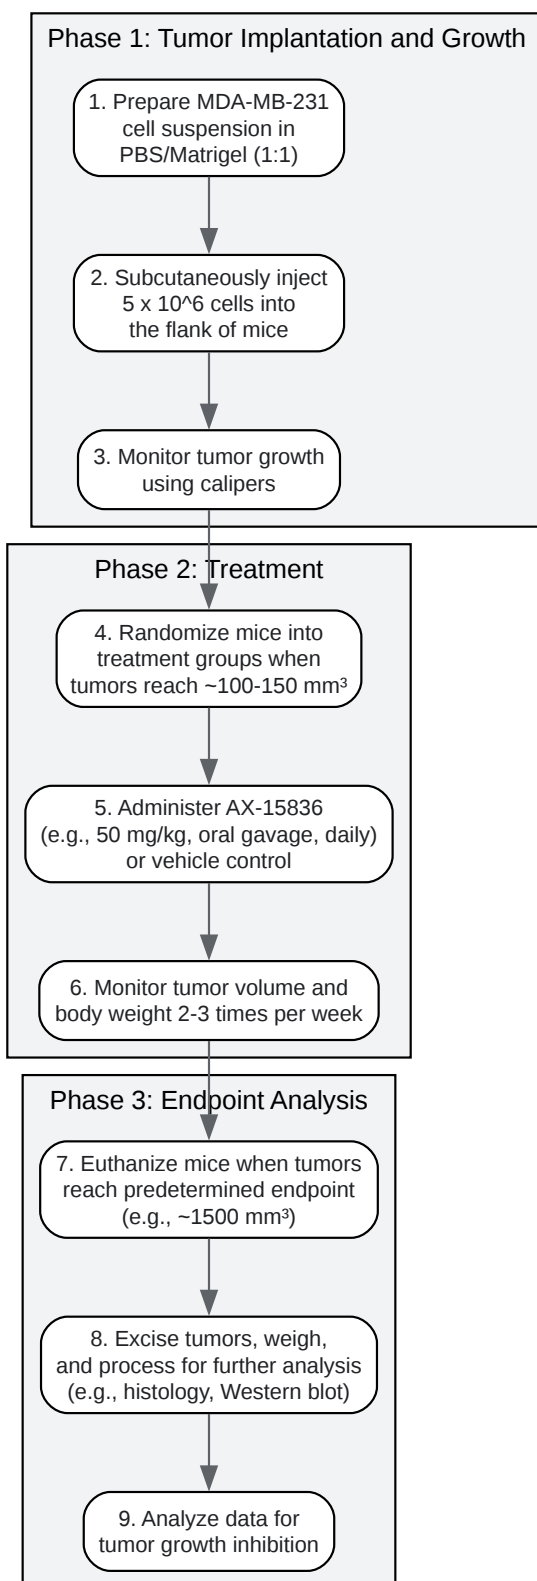 Phase 1: Tumor Implantation and Growth
1. Prepare MDA-MB-231
cell suspension in
PBS/Matrigel (1:1)
2. Subcutaneously inject
5 x 10^6 cells into
the flank of mice
3. Monitor tumor growth
using calipers
Phase 2: Treatment
4. Randomize mice into
treatment groups when
tumors reach ~100-150 mm³
5. Administer AX-15836
(e.g., 50 mg/kg, oral gavage, daily)
or vehicle control
6. Monitor tumor volume and
body weight 2-3 times per week
Phase 3: Endpoint Analysis
7. Euthanize mice when tumors
reach predetermined endpoint
(e.g., ~1500 mm³)
8. Excise tumors, weigh,
and process for further analysis
(e.g., histology, Western blot)
9. Analyze data for
tumor growth inhibition